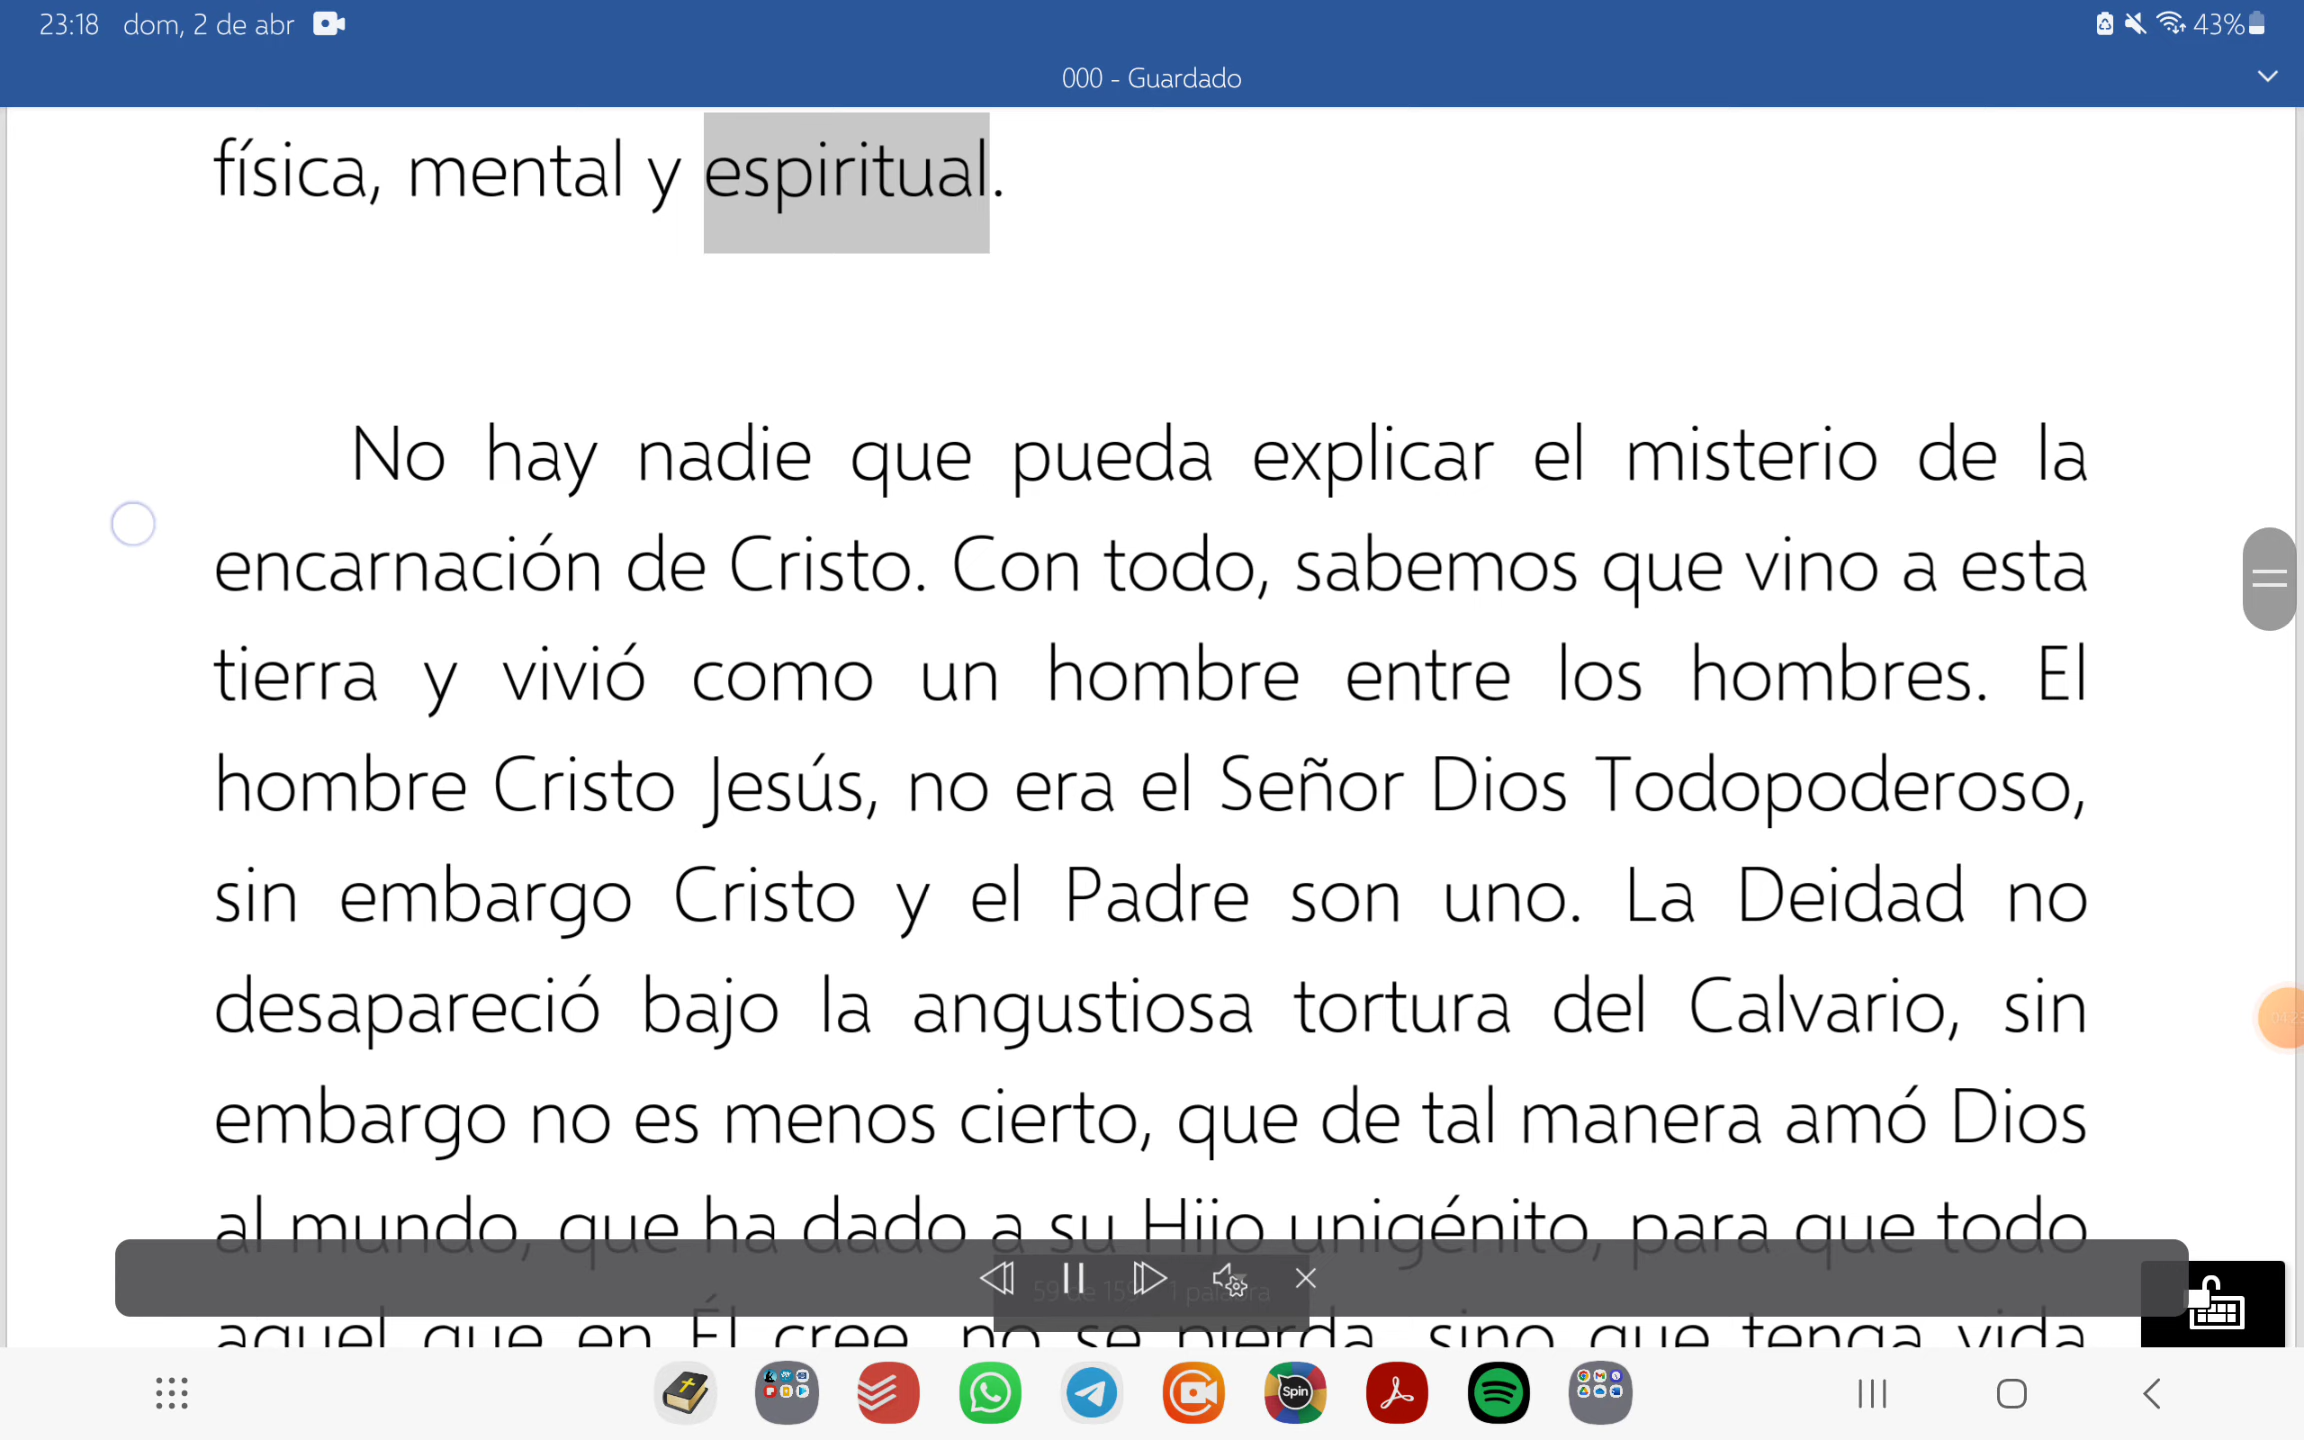 23:18 dom, 2 de abr 43%
000 - Guardado
física, mental y espiritual.
No hay nadie que pueda explicar el misterio de la
encarnación de Cristo. Con todo, sabemos que vino a esta
tierra y vivió como un hombre entre los hombres. El
hombre Cristo Jesús, no era el Señor Dios Todopoderoso,
sin embargo Cristo y el Padre son uno. La Deidad no
desapareció bajo la angustiosa tortura del Calvario, sin
embargo no es menos cierto, que de tal manera amó Dios
al mundo, que ha dado a su Hijo unigénito, para que todo
aquel que en Él cree, no se pierda, sino que tenga vida
Spin